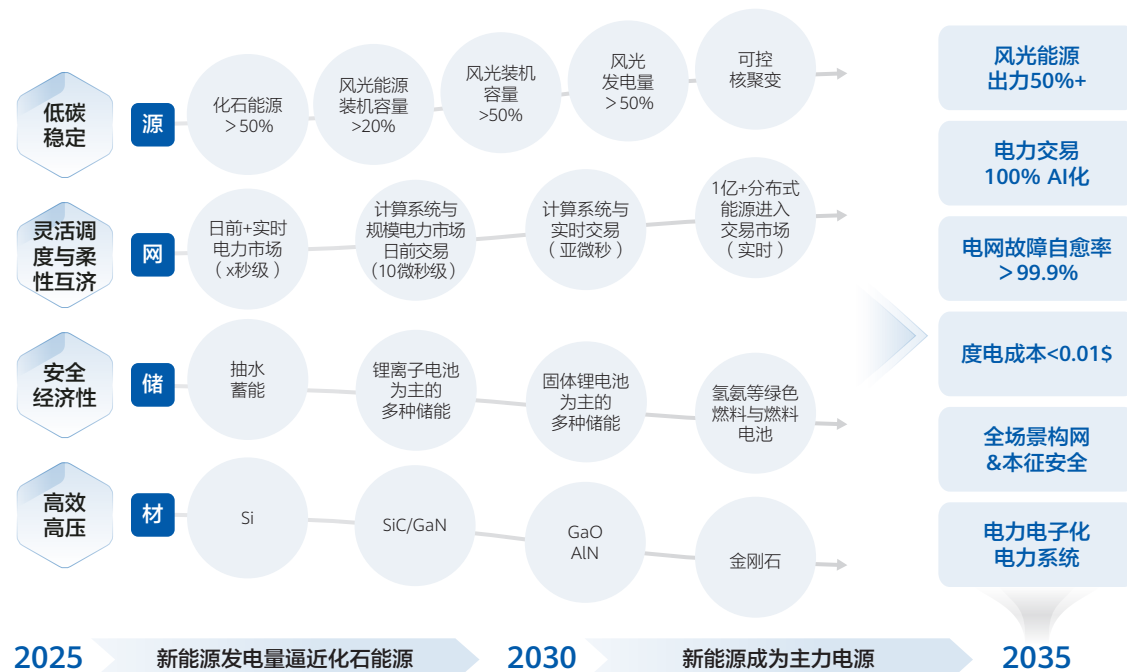 低碳
稳定
源
化石能源
＞50%
风光能源
装机容量
>20%
风光装机
容量
>50%
风光
发电量
＞50%
可控
核聚变
灵活调
度与柔
性互济
网
日前+实时
电力市场
（x秒级）
计算系统与
规模电力市场
日前交易
(10微秒级)
计算系统与
实时交易
（亚微秒）
1亿+分布式
能源进入
交易市场
（实时）
安全
经济性
储
抽水
蓄能
锂离子电池
为主的
多种储能
固体锂电池
为主的
多种储能
氢氨等绿色
燃料与燃料
电池
高效
高压
材
Si
SiC/GaN
GaO
AlN
金刚石
风光能源
出力50%+
电力交易
100% AI化
电网故障自愈率
＞99.9%
度电成本<0.01$
全场景构网
&本征安全
电力电子化
电力系统
2025
新能源发电量逼近化石能源
2030
新能源成为主力电源
2035